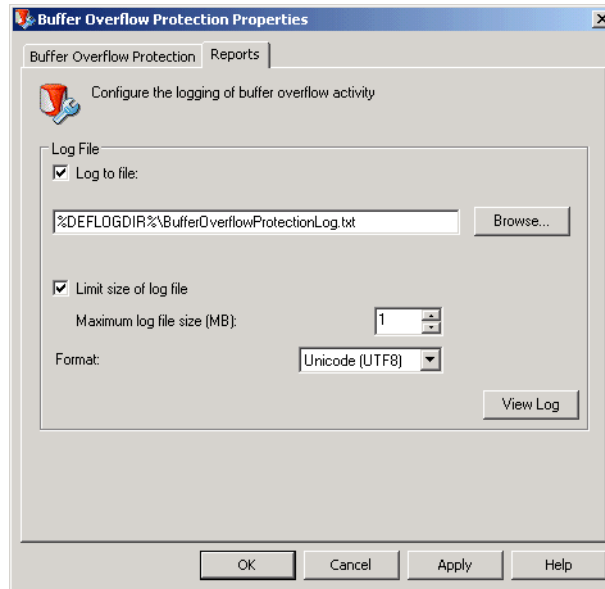 Buffer Overflow Protection Properties
Buffer Overflow Protection Reports
Configure the logging of buffer overflow activity
Log File
Log to file:
%DEFLOGDIR%\BufferOverflowProtectionLog.txt Browse...
Limit size of log file
Maximum log file size (MB): 1
Format: Unicode (UTF8)
View Log
OK Cancel Apply Help